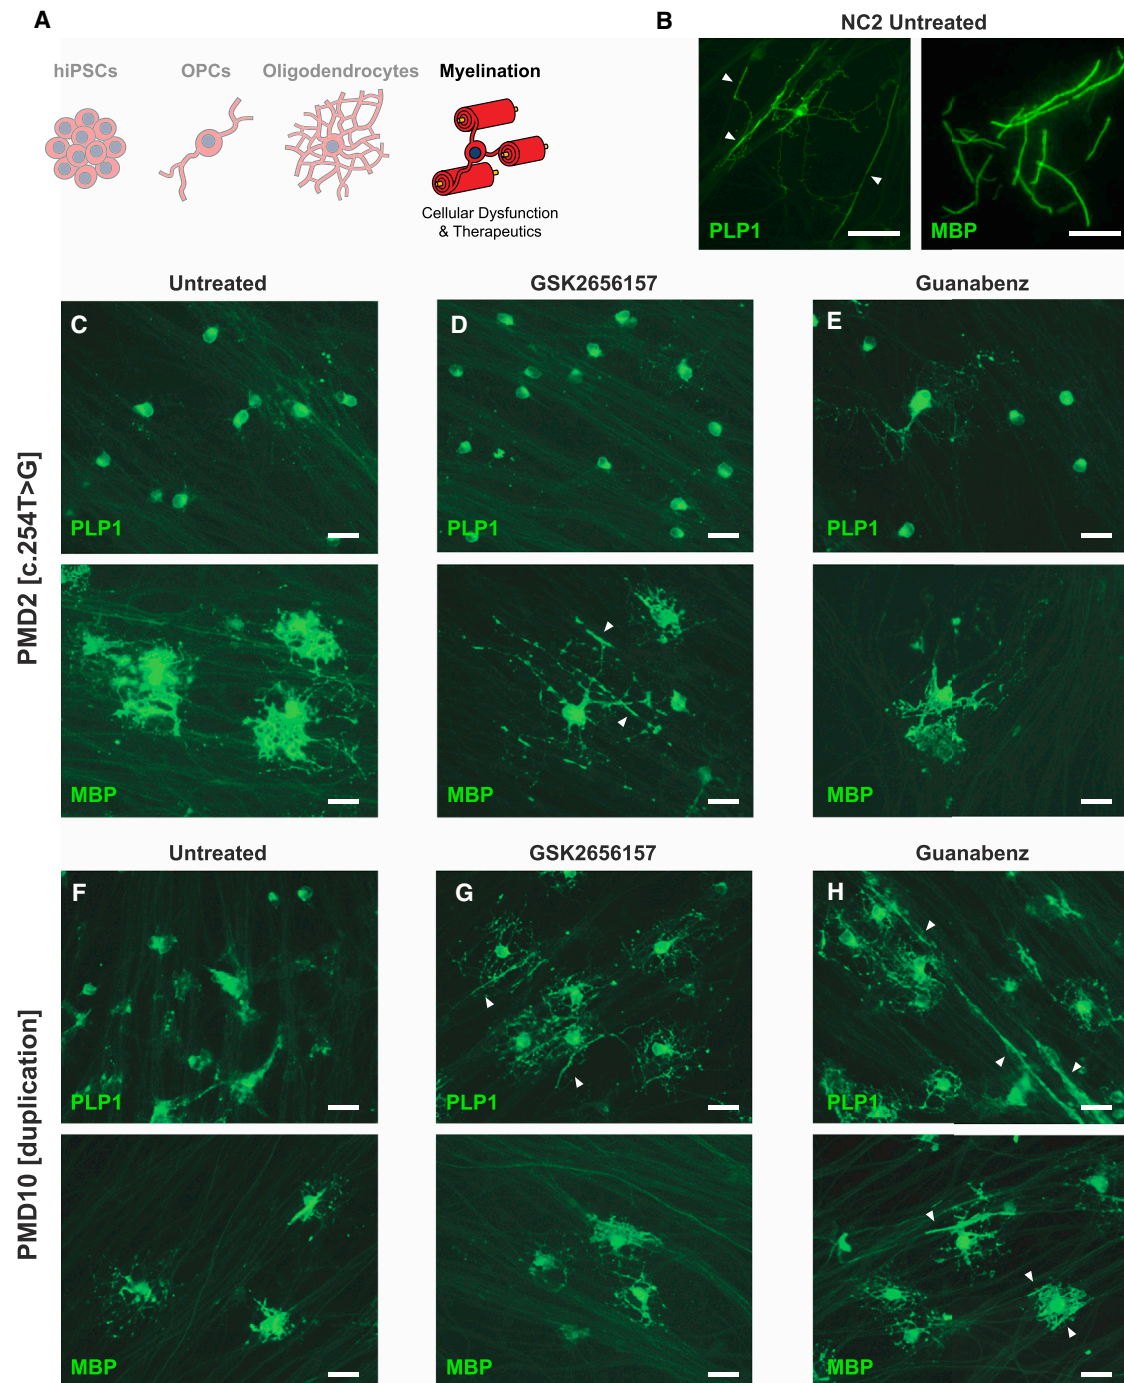 A
hiPSCs
OPCs
Oligodendrocytes
Myelination
Cellular Dysfunction
& Therapeutics
B
NC2 Untreated
PLP1
MBP
PMD2 [c.254T>G]
Untreated
GSK2656157
Guanabenz
C
PLP1
D
PLP1
E
PLP1
MBP
MBP
MBP
PMD10 [duplication]
Untreated
GSK2656157
Guanabenz
F
PLP1
G
PLP1
H
PLP1
MBP
MBP
MBP